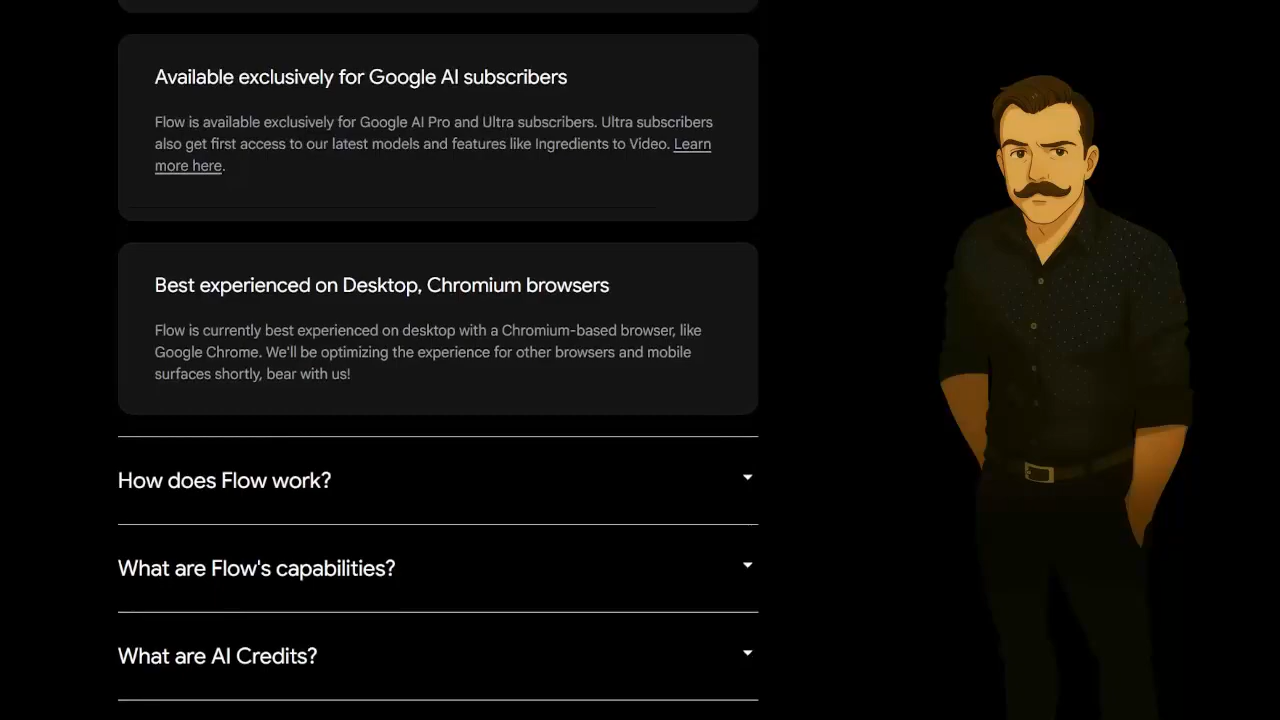 Available exclusively for Google AI subscribers
Flow is available exclusively for Google AI Pro and Ultra subscribers. Ultra subscribers
also get first access to our latest models and features like Ingredients to Video. Learn
more here.
Best experienced on Desktop, Chromium browsers
Flow is currently best experienced on desktop with a Chromium-based browser, like
Google Chrome. We'll be optimizing the experience for other browsers and mobile
surfaces shortly, bear with us!
How does Flow work?
What are Flow's capabilities?
What are AI Credits?